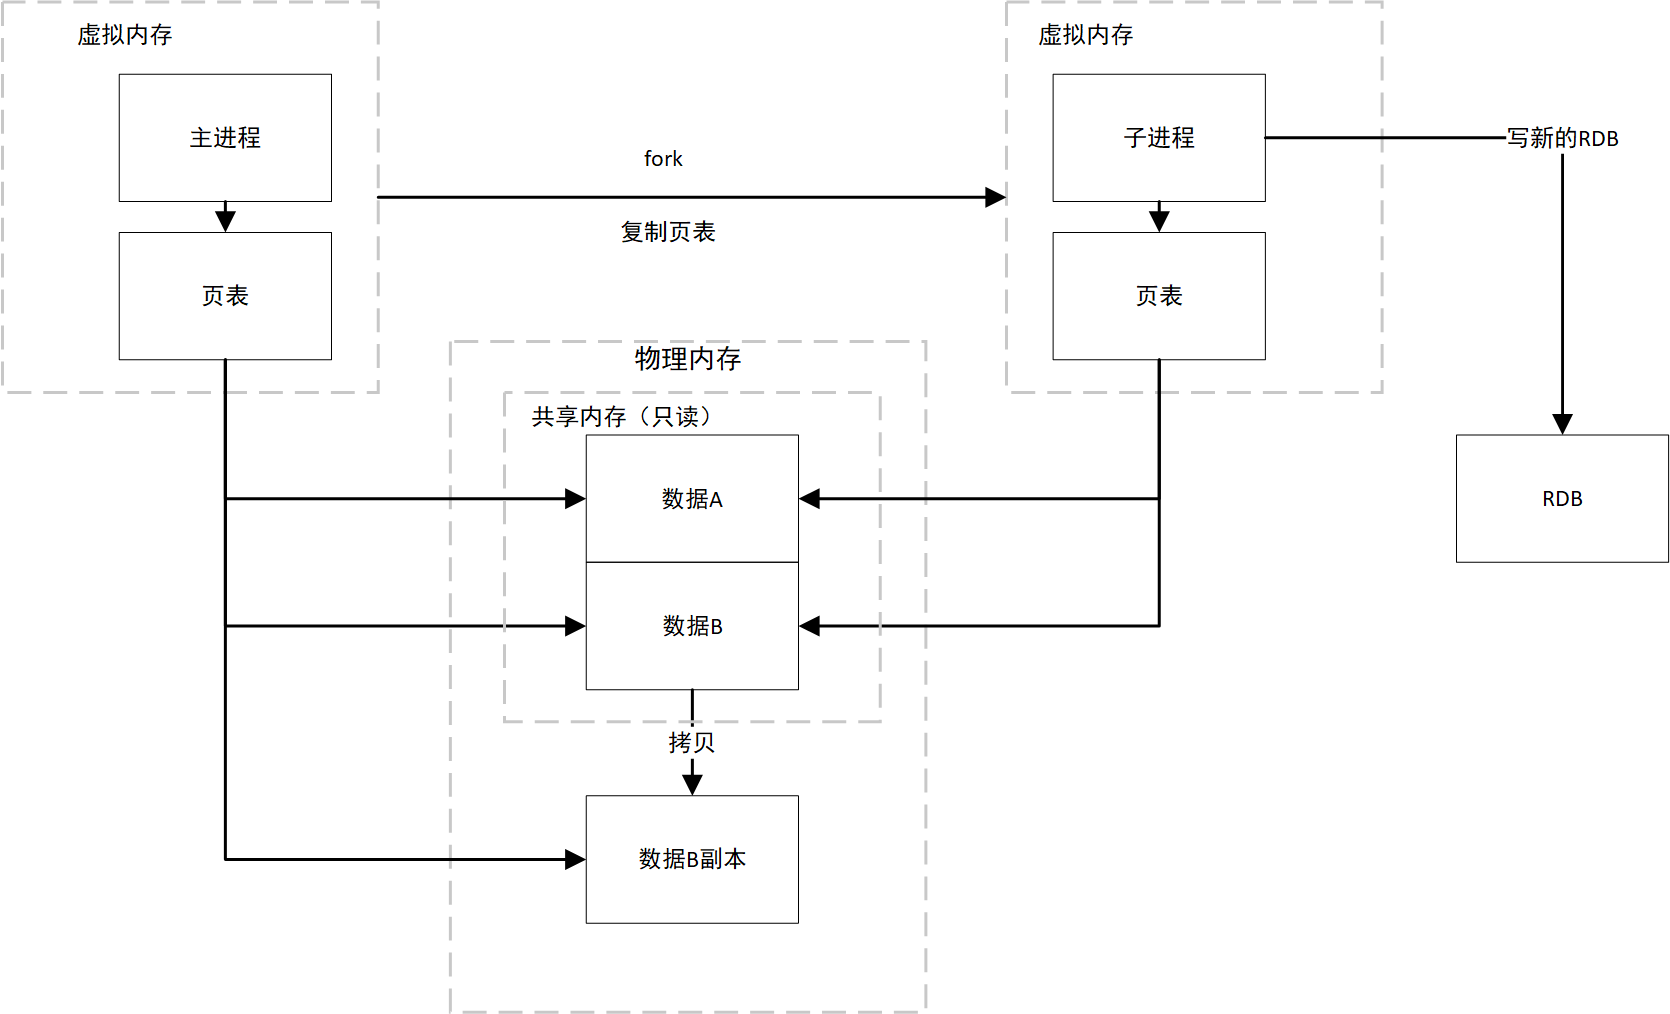 虚拟内存
虚拟内存
主进程
子进程
写新的RDB
fork
复制页表
页表
页表
物理内存
共享内存（只读）
数据A
RDB
数据B
拷贝
数据B副本